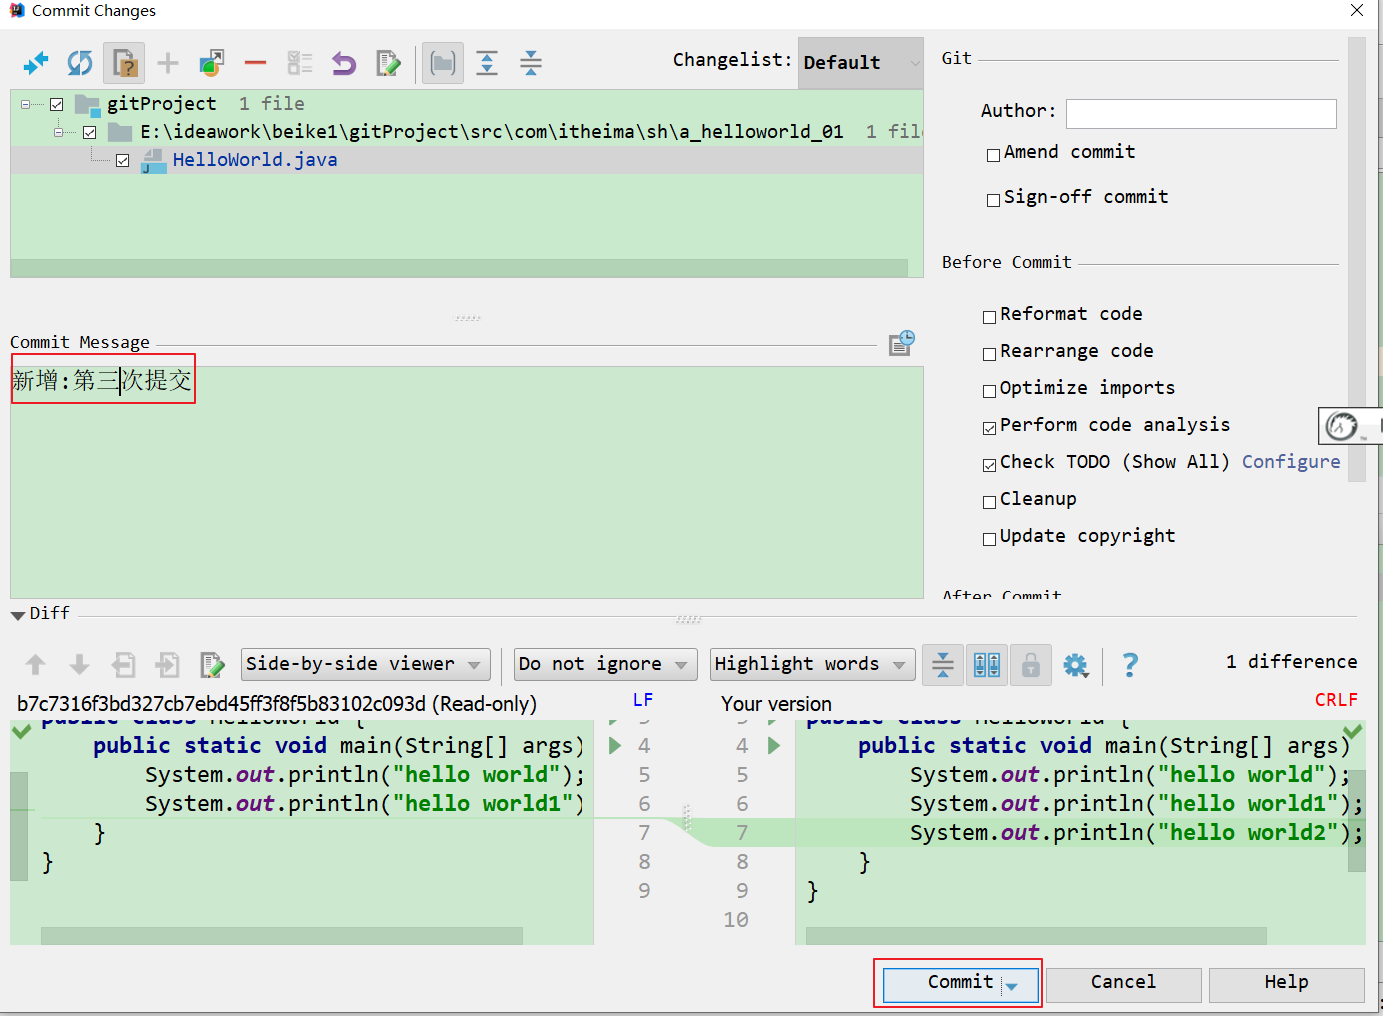 Commit Changes
Changelist: Default
gitProject 1 file
E:\ideawork\beike1\gitProject\src\com\itheima\sh\a_helloworld_01 1 fil
HelloWorld.java
Git
Author:
Amend commit
Sign-off commit
Before Commit
Reformat code
Rearrange code
Optimize imports
Perform code analysis
Check TODO (Show All) Configure
Cleanup
Update copyright
After Commit
Commit Message
新增:第三次提交
Diff
Side-by-side viewer
Do not ignore
Highlight words
1 difference
b7c7316f3bd327cb7ebd45ff3f8f5b83102c093d (Read-only) LF
public class HelloWorld {
4 public static void main(String[] args)
5 System.out.println("hello world");
6 System.out.println("hello world1")
7 }
8 }
9
Your version CRLF
public class HelloWorld {
4 public static void main(String[] args)
5 System.out.println("hello world");
6 System.out.println("hello world1");
7 System.out.println("hello world2");
8 }
9 }
10
Commit
Cancel
Help